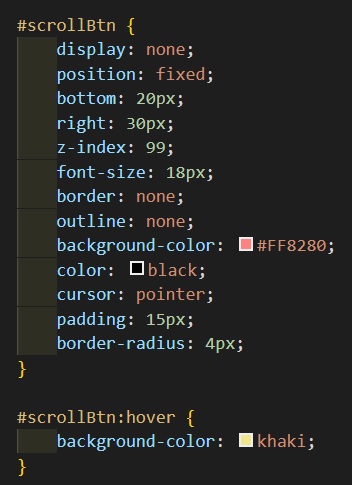 #scrollBtn {
    display: none;
    position: fixed;
    bottom: 20px;
    right: 30px;
    z-index: 99;
    font-size: 18px;
    border: none;
    outline: none;
    background-color: #FF8280;
    color: black;
    cursor: pointer;
    padding: 15px;
    border-radius: 4px;
}

#scrollBtn:hover {
    background-color: khaki;
}